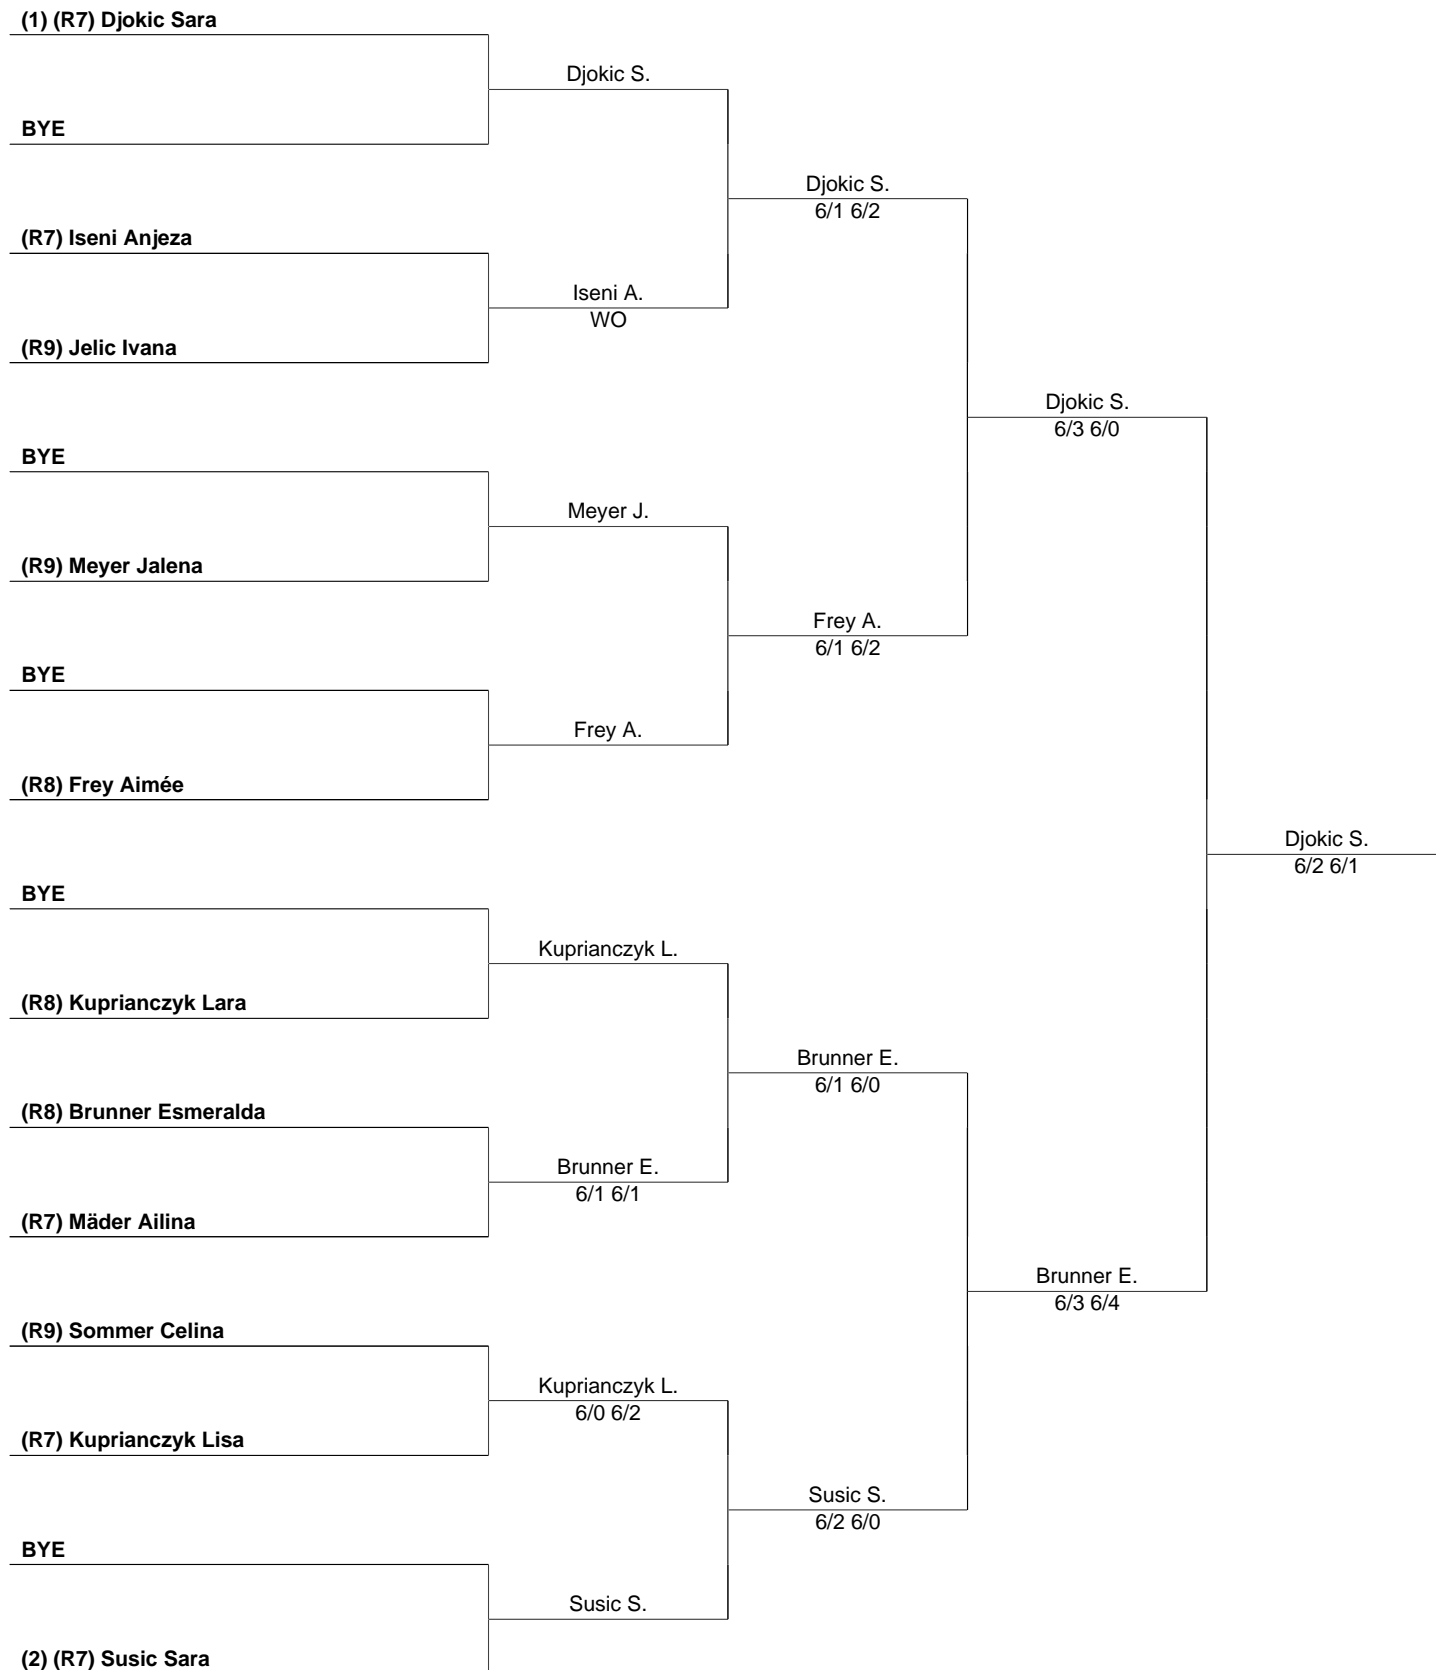 (1) (R7) Djokic Sara
Djokic S.
BYE
Djokic S.
6/1 6/2
(R7) Iseni Anjeza
Iseni A.
WO
(R9) Jelic Ivana
Djokic S.
6/3 6/0
BYE
Meyer J.
(R9) Meyer Jalena
Frey A.
6/1 6/2
BYE
Frey A.
(R8) Frey Aimée
Djokic S.
6/2 6/1
BYE
Kuprianczyk L.
(R8) Kuprianczyk Lara
Brunner E.
6/1 6/0
(R8) Brunner Esmeralda
Brunner E.
6/1 6/1
(R7) Mäder Ailina
Brunner E.
6/3 6/4
(R9) Sommer Celina
Kuprianczyk L.
6/0 6/2
(R7) Kuprianczyk Lisa
Susic S.
6/2 6/0
BYE
Susic S.
(2) (R7) Susic Sara